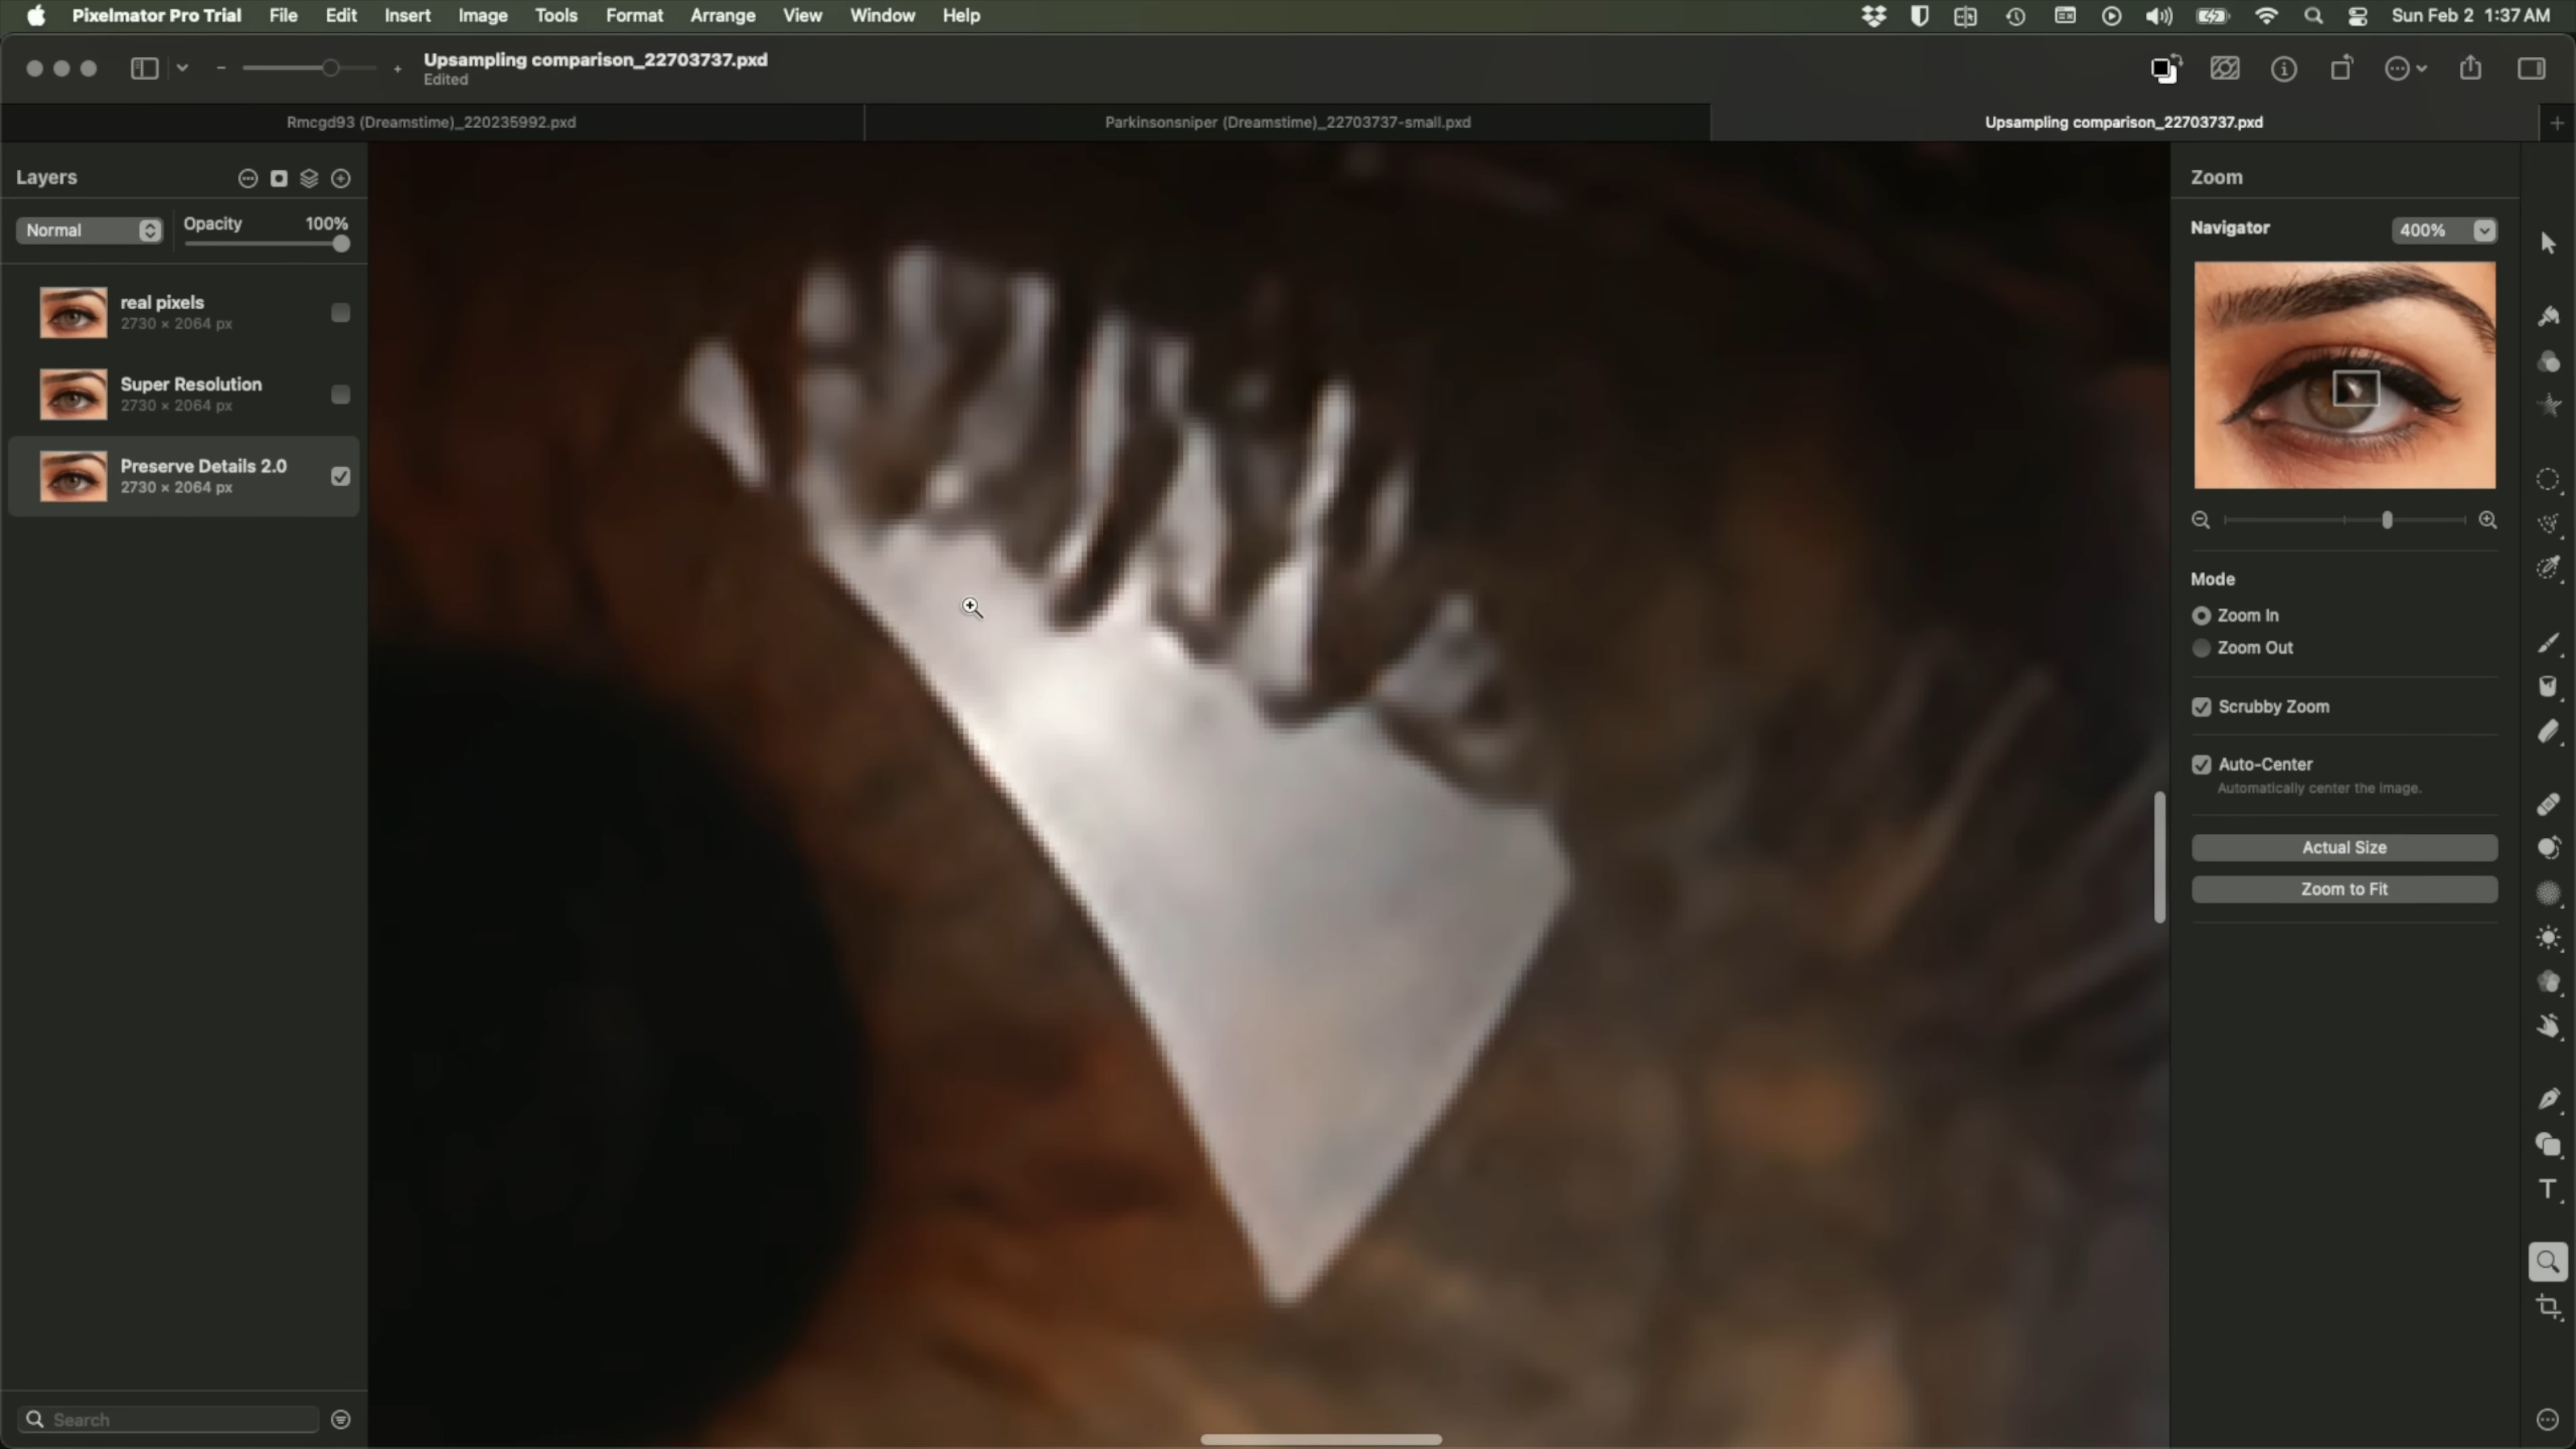 Pixelmator Pro Trial File Edit Insert Image Tools Format Arrange View Window Help Sun Feb 2 1:37 AM
Upsampling comparison_22703737.pxd
Edited
Rmcgd93 (Dreamstime)_220235992.pxd Parkinsonsniper (Dreamstime)_22703737-small.pxd Upsampling comparison_22703737.pxd
Layers
Normal Opacity 100%
real pixels
2730 × 2064 px
Super Resolution
2730 × 2064 px
Preserve Details 2.0
2730 × 2064 px
Search
Zoom
Navigator 400%
Mode
Zoom In
Zoom Out
Scrubby Zoom
Auto-Center
Automatically center the image.
Actual Size
Zoom to Fit